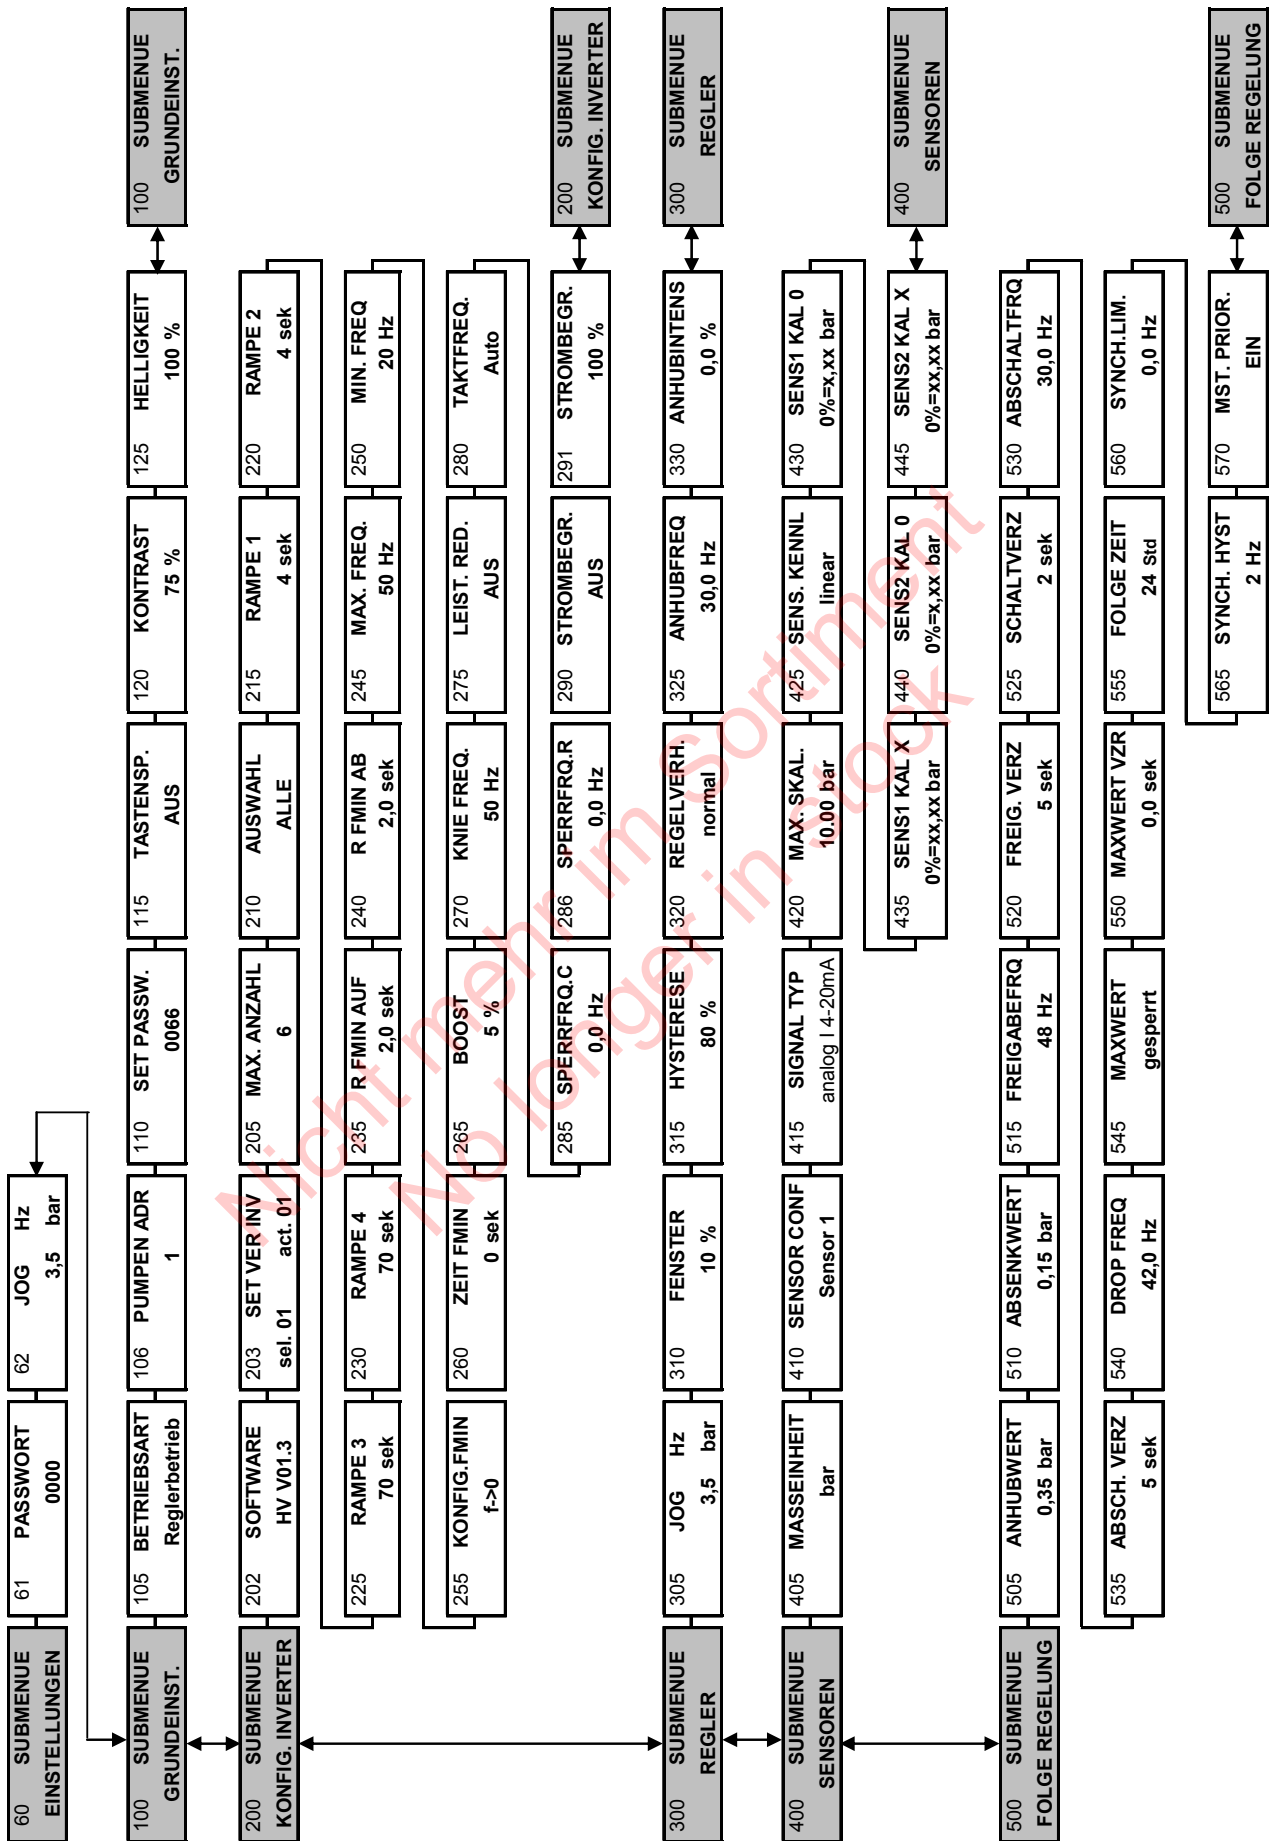 60 SUBMENUE
EINSTELLUNGEN
61 PASSWORT
0000
62 JOG Hz
3,5 bar
100 SUBMENUE
GRUNDEINST.
105 BETRIEBSART
Reglerbetrieb
106 PUMPEN ADR
1
110 SET PASSW.
0066
115 TASTENSP.
AUS
120 KONTRAST
75 %
125 HELLIGKEIT
100 %
100 SUBMENUE
GRUNDEINST.
200 SUBMENUE
KONFIG. INVERTER
202 SOFTWARE
HV V01.3
203 SET VER INV
sel. 01 act. 01
205 MAX. ANZAHL
6
210 AUSWAHL
ALLE
215 RAMPE 1
4 sek
220 RAMPE 2
4 sek
225 RAMPE 3
70 sek
230 RAMPE 4
70 sek
235 R FMIN AUF
2,0 sek
240 R FMIN AB
2,0 sek
245 MAX. FREQ.
50 Hz
250 MIN. FREQ
20 Hz
255 KONFIG.FMIN
f->0
260 ZEIT FMIN
0 sek
265 BOOST
5 %
270 KNIE FREQ.
50 Hz
275 LEIST. RED.
AUS
280 TAKTFREQ.
Auto
285 SPERRFRQ.C
0,0 Hz
286 SPERRFRQ.R
0,0 Hz
290 STROMBEGR.
AUS
291 STROMBEGR.
100 %
200 SUBMENUE
KONFIG. INVERTER
300 SUBMENUE
REGLER
305 JOG Hz
3,5 bar
310 FENSTER
10 %
315 HYSTERESE
80 %
320 REGELVERH.
normal
325 ANHUBFREQ
30,0 Hz
330 ANHUBINTENS
0,0 %
300 SUBMENUE
REGLER
400 SUBMENUE
SENSOREN
405 MASSEINHEIT
bar
410 SENSOR CONF
Sensor 1
415 SIGNAL TYP
analog I 4-20mA
420 MAX. SKAL.
10.00 bar
425 SENS. KENNL
linear
430 SENS1 KAL 0
0%=x,xx bar
435 SENS1 KAL X
0%=xx,xx bar
440 SENS2 KAL 0
0%=x,xx bar
445 SENS2 KAL X
0%=xx,xx bar
400 SUBMENUE
SENSOREN
500 SUBMENUE
FOLGE REGELUNG
505 ANHUBWERT
0,35 bar
510 ABSENKWERT
0,15 bar
515 FREIGABEFRQ
48 Hz
520 FREIG. VERZ
5 sek
525 SCHALTVERZ
2 sek
530 ABSCHALTFRQ
30,0 Hz
535 ABSCH. VERZ
5 sek
540 DROP FREQ
42,0 Hz
545 MAXWERT
gesperrt
550 MAXWERT VZR
0,0 sek
555 FOLGE ZEIT
24 Std
560 SYNCH.LIM.
0,0 Hz
565 SYNCH. HYST
2 Hz
570 MST. PRIOR.
EIN
500 SUBMENUE
FOLGE REGELUNG
Nicht mehr im Sortiment
No longer in stock